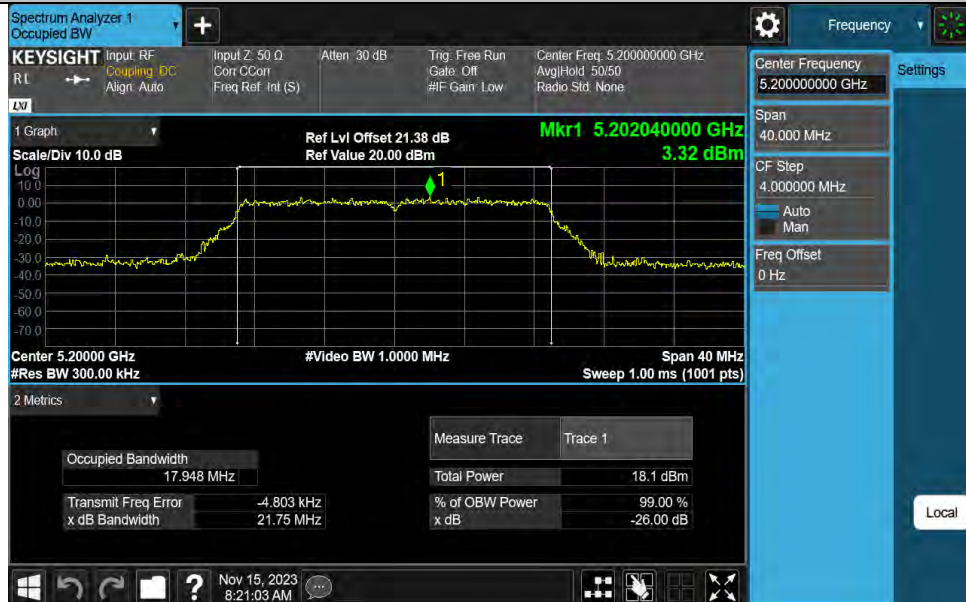 Spectrum Analyzer 1
Occupied BW
+
Frequency
KEYSIGHT Input: RF
Coupling: DC
Align: Auto
RL
LXI
Input Z: 50 Ω
Corr CCorr
Freq Ref: Int (S)
Atten: 30 dB
Trig: Free Run
Gate: Off
#IF Gain: Low
Center Freq: 5.200000000 GHz
Avg|Hold: 50/50
Radio Std: None
Center Frequency
5.200000000 GHz
Settings
Span
40.000 MHz
CF Step
4.000000 MHz
Auto
Man
Freq Offset
0 Hz
Local
1 Graph
Scale/Div 10.0 dB
Ref Lvl Offset 21.38 dB
Ref Value 20.00 dBm
Mkr1 5.202040000 GHz
3.32 dBm
Log
10.0
0.00
-10.0
-20.0
-30.0
-40.0
-50.0
-60.0
-70.0
1
Center 5.20000 GHz
#Res BW 300.00 kHz
#Video BW 1.0000 MHz
Span 40 MHz
Sweep 1.00 ms (1001 pts)
2 Metrics
Measure Trace Trace 1
Occupied Bandwidth
17.948 MHz
Total Power 18.1 dBm
Transmit Freq Error -4.803 kHz
% of OBW Power 99.00 %
x dB Bandwidth 21.75 MHz
x dB -26.00 dB
?
Nov 15, 2023
8:21:03 AM